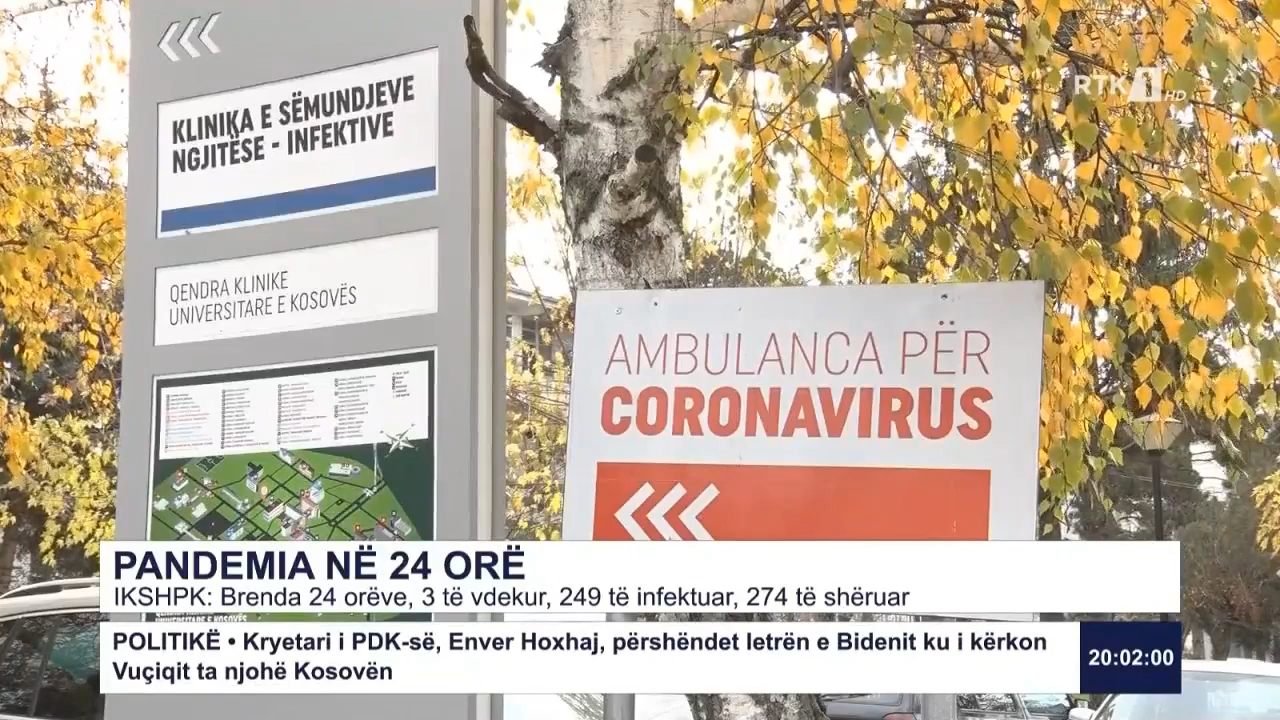 KLINIKA E SËMUNDJEVE
NGJITËSE - INFEKTIVE
QENDRA KLINIKE
UNIVERSITARE E KOSOVËS
RTK 1 HD
AMBULANCA PËR
CORONAVIRUS
PANDEMIA NË 24 ORË
IKSHPK: Brenda 24 orëve, 3 të vdekur, 249 të infektuar, 274 të shëruar
POLITIKË • Kryetari i PDK-së, Enver Hoxhaj, përshëndet letrën e Bidenit ku i kërkon
Vuçiqit ta njohë Kosovën
20:02:00